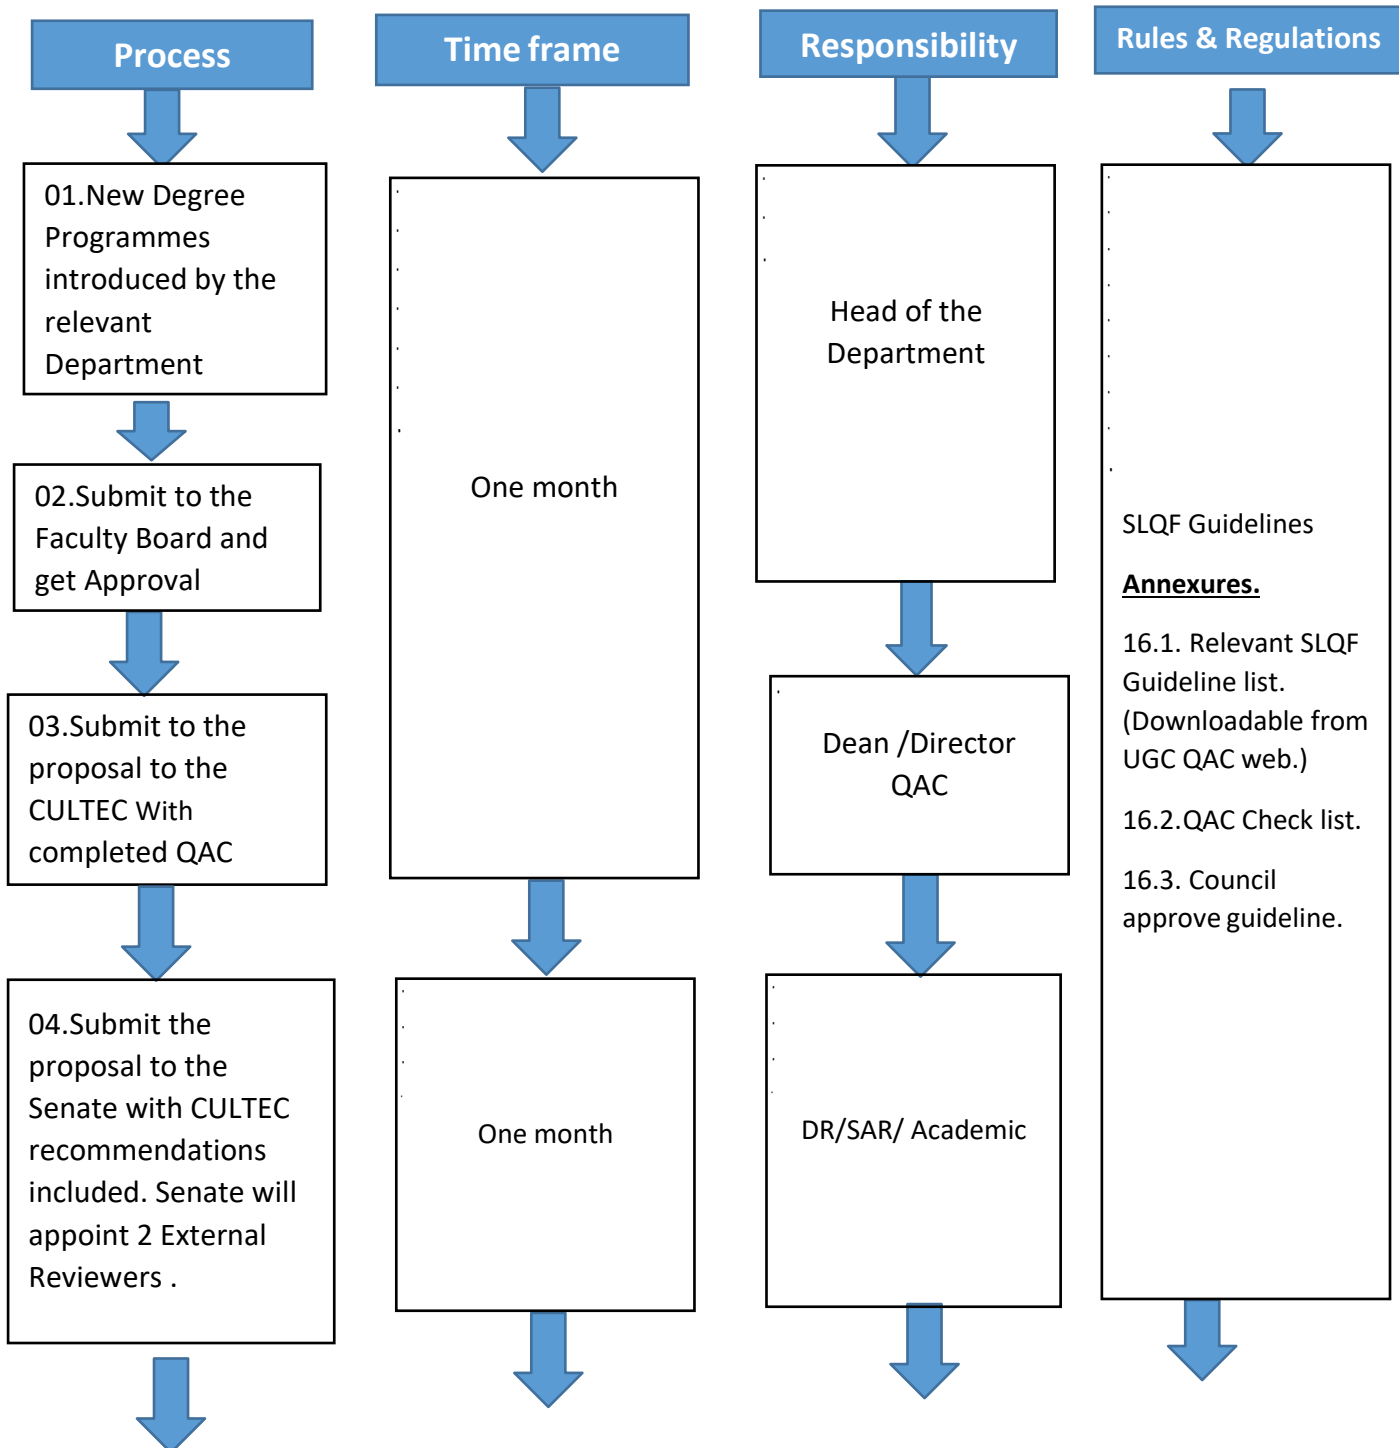 Process
Time frame
Responsibility
Rules & Regulations
01.New Degree
Programmes
introduced by the
relevant
Department
02.Submit to the
Faculty Board and
get Approval
03.Submit to the
proposal to the
CULTEC With
completed QAC
04.Submit the
proposal to the
Senate with CULTEC
recommendations
included. Senate will
appoint 2 External
Reviewers .
One month
One month
Head of the
Department
Dean /Director
QAC
DR/SAR/ Academic
SLQF Guidelines
Annexures.
16.1. Relevant SLQF
Guideline list.
(Downloadable from
UGC QAC web.)
16.2.QAC Check list.
16.3. Council
approve guideline.